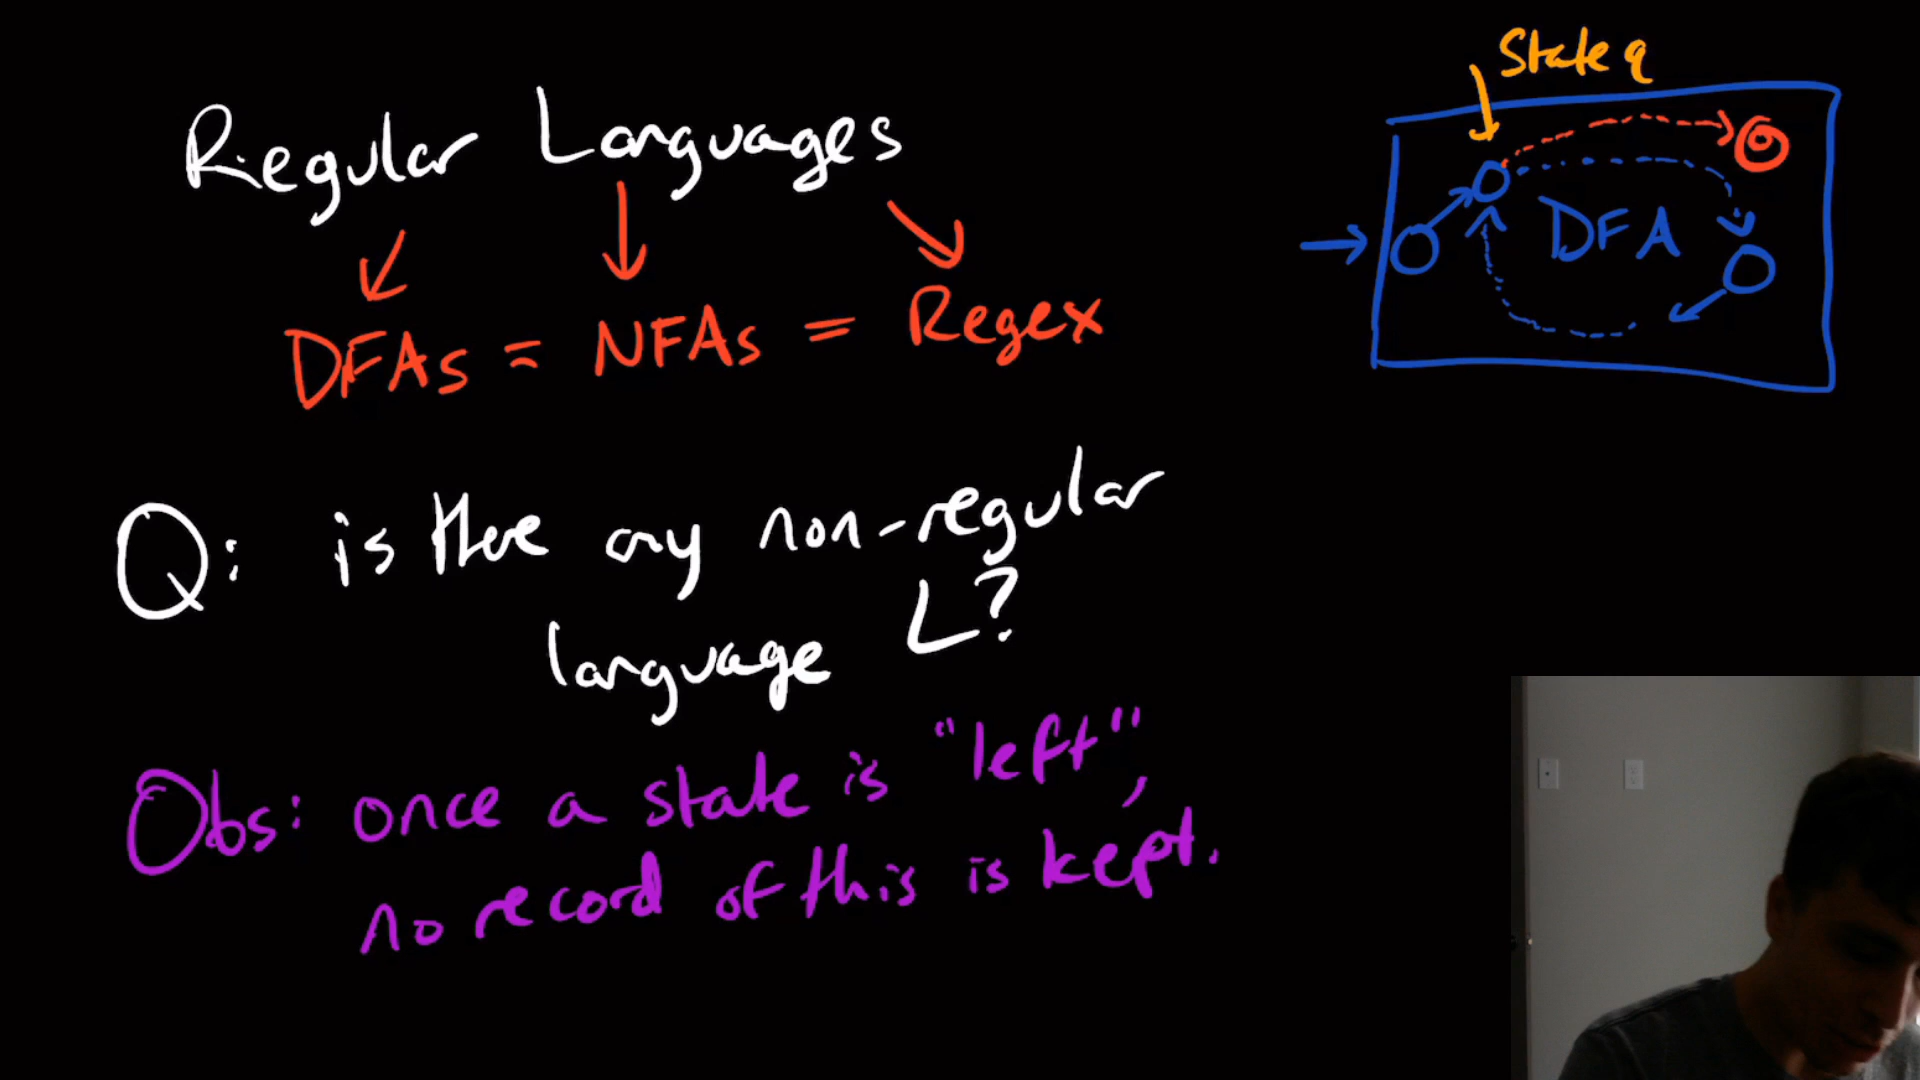 Regular Languages
DFAs = NFAs = Regex
State q
DFA
Q: is there any non-regular
language L?
Obs: once a state is "left",
no record of this is kept.